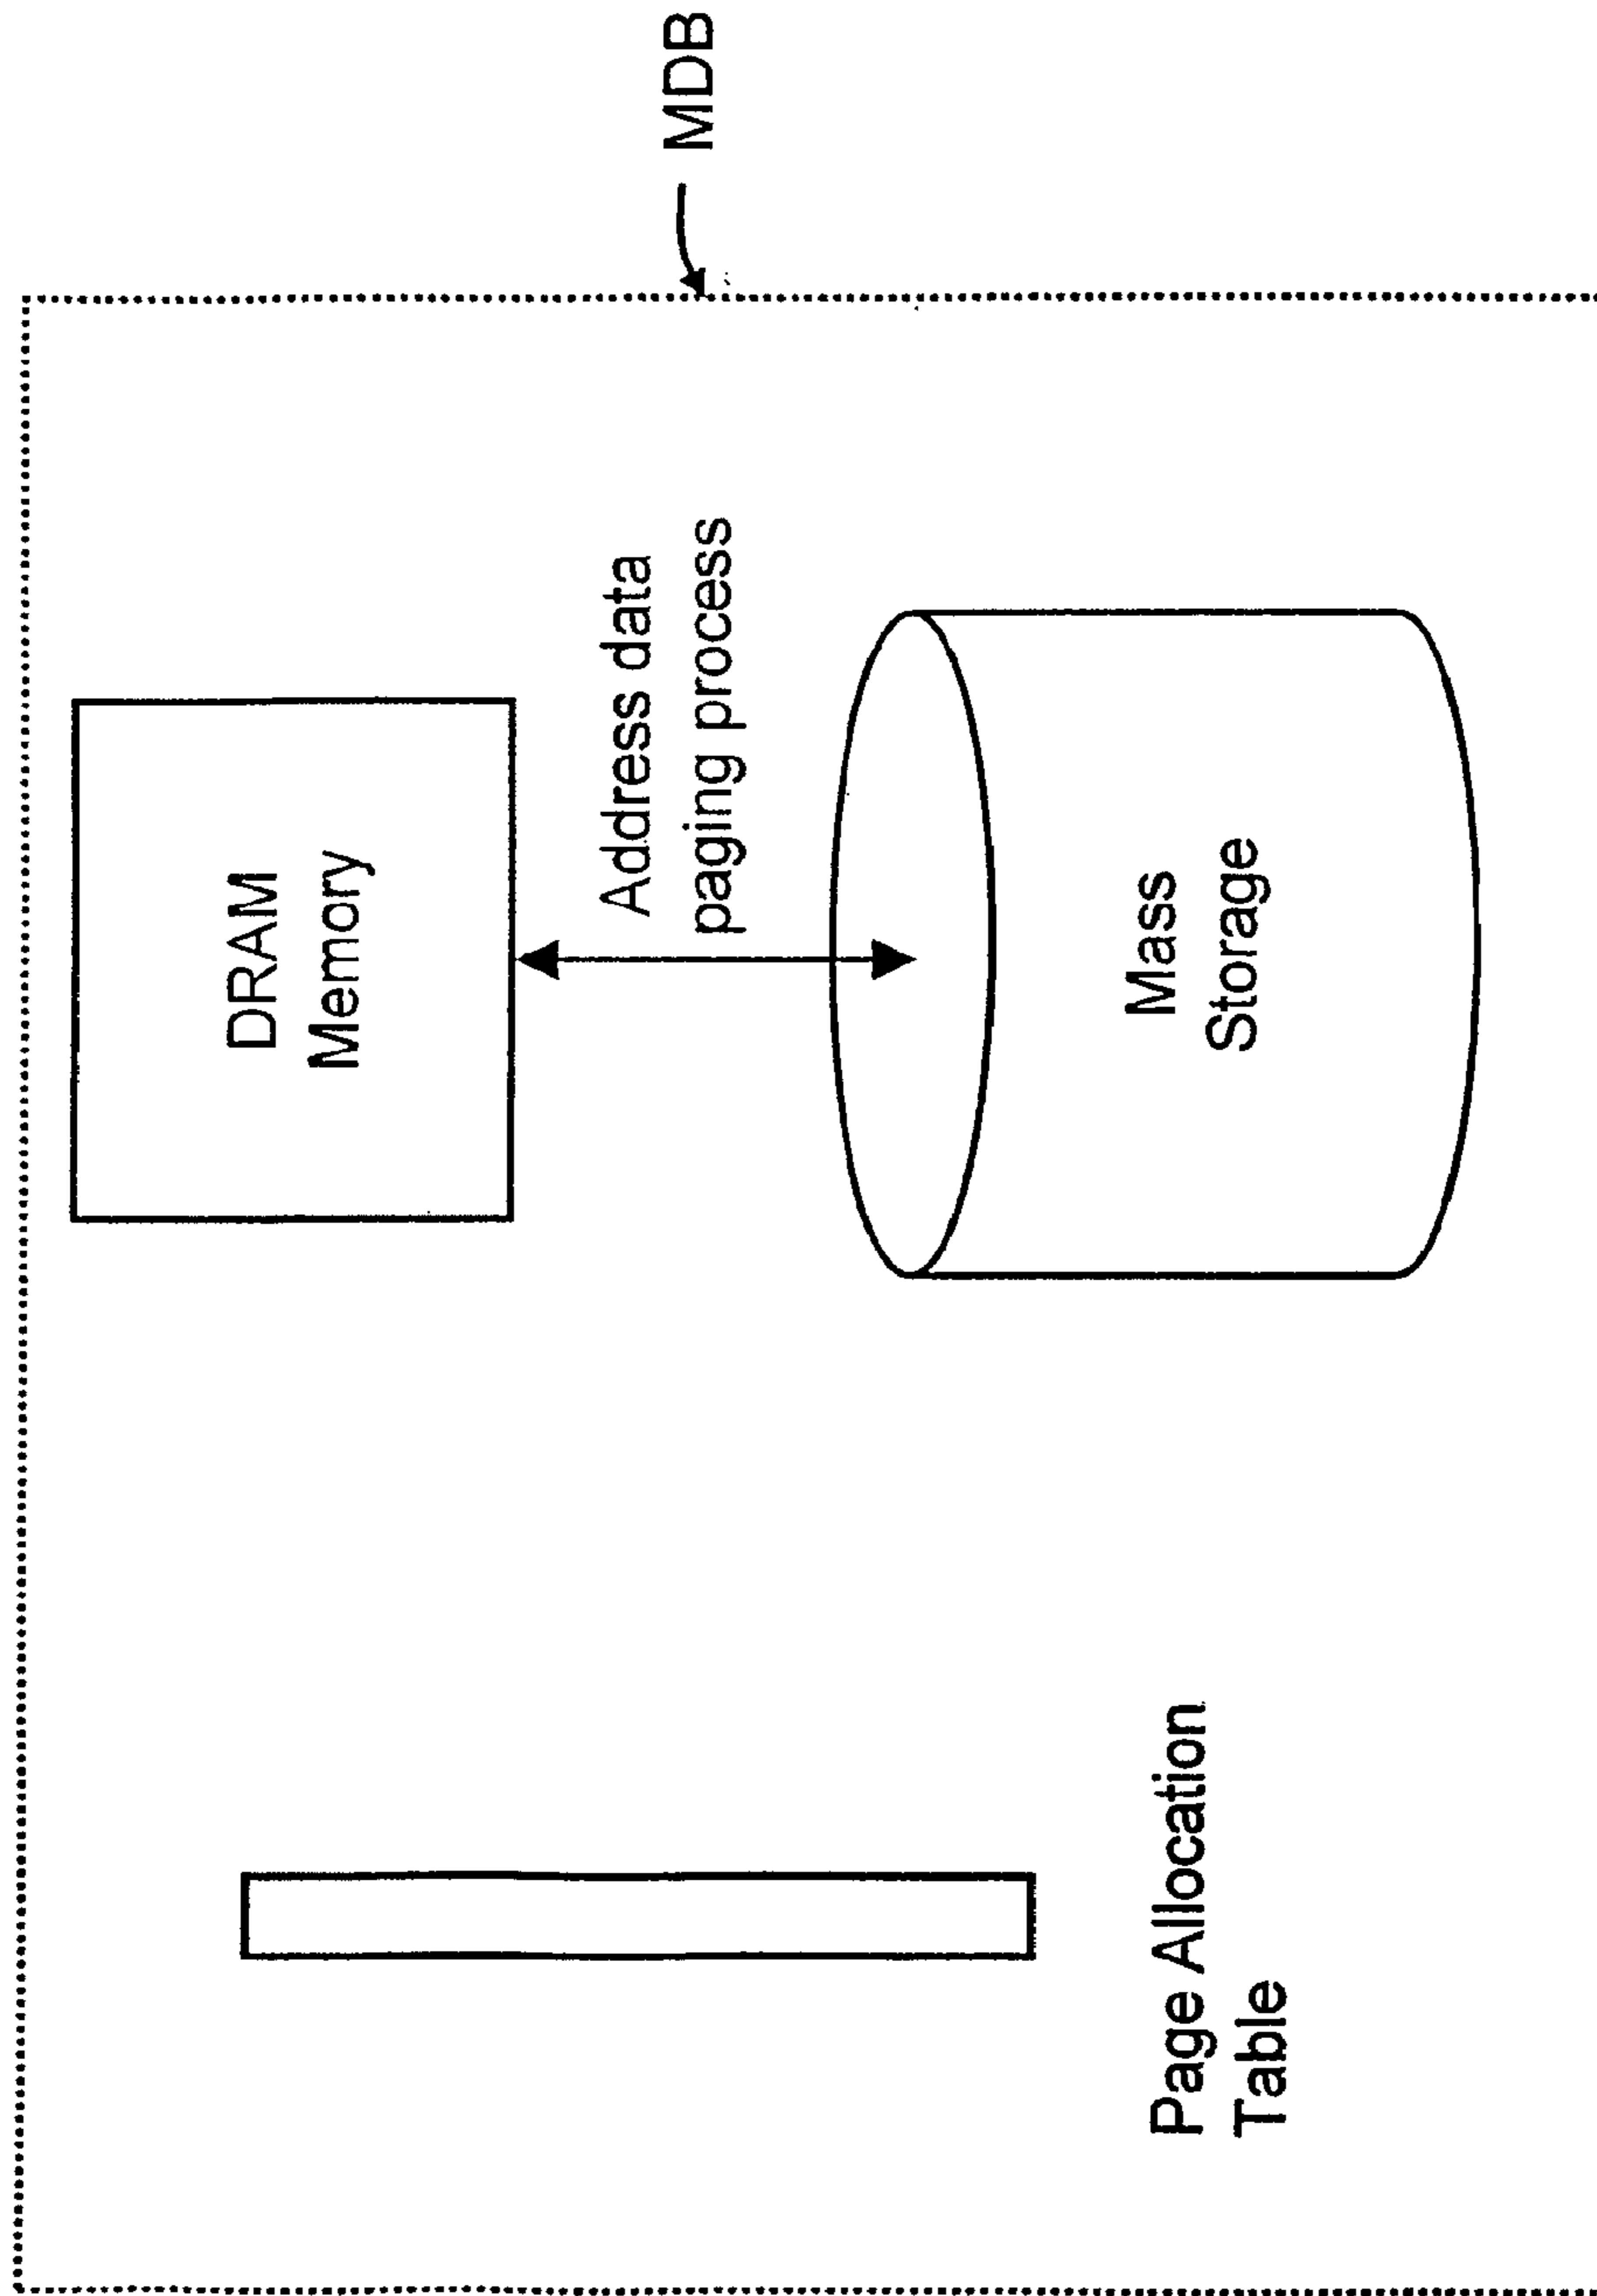 MDB
DRAM
Memory
Address data
paging process
Mass
Storage
Page Allocation
Table